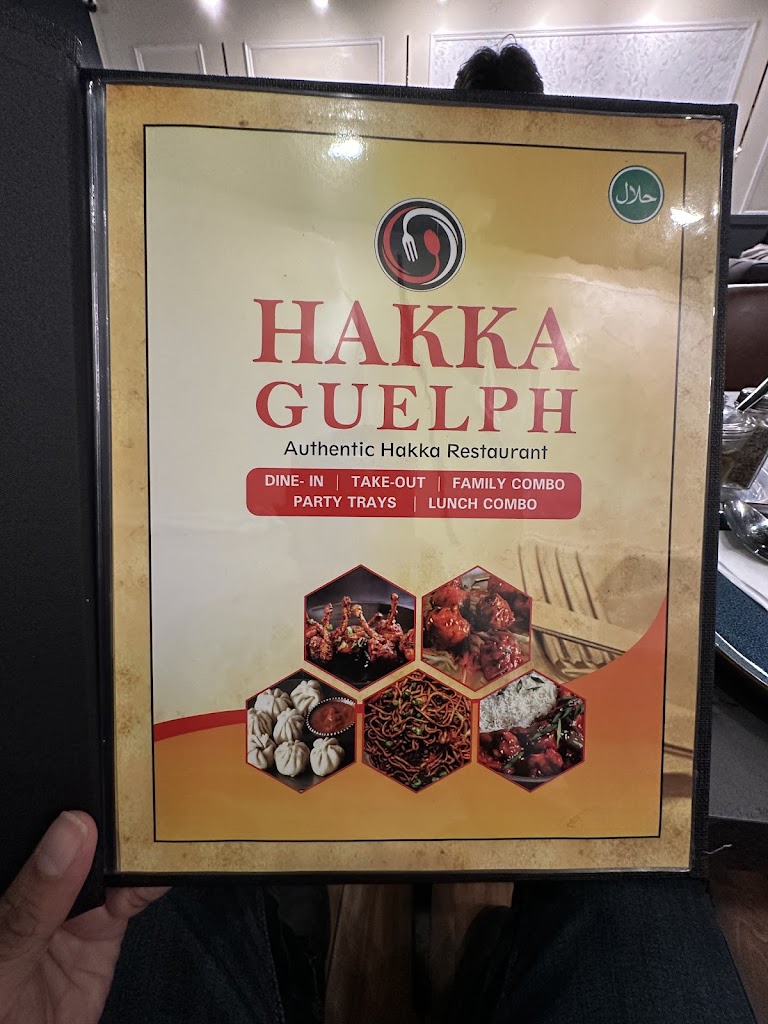 حلال
HAKKA
GUELPH
Authentic Hakka Restaurant
DINE- IN | TAKE-OUT | FAMILY COMBO
PARTY TRAYS | LUNCH COMBO